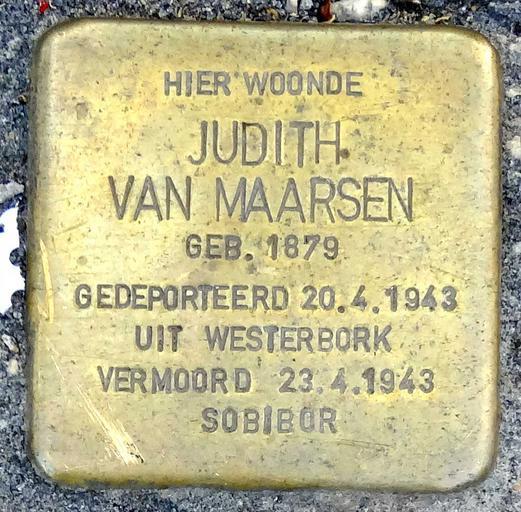 HIER WOONDE
JUDITH
VAN MAARSEN
GEB. 1879
GEDEPORTEERD 20.4.1943
UIT WESTERBORK
VERMOORD 23.4.1943
SOBIBOR